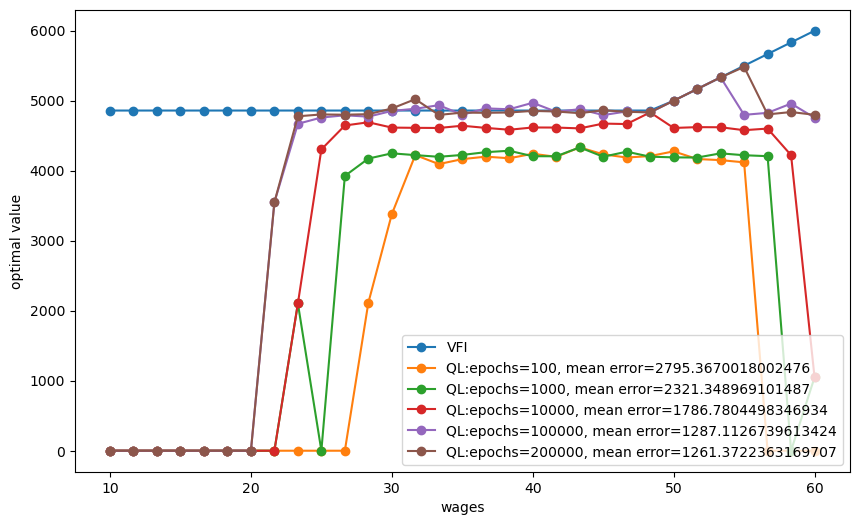 6000
5000
4000
3000
2000
1000
0
optimal value
10
20
30
40
50
60
wages
VFI
QL:epochs=100, mean error=2795.3670018002476
QL:epochs=1000, mean error=2321.348969101487
QL:epochs=10000, mean error=1786.7804498346934
QL:epochs=100000, mean error=1287.1126739613424
QL:epochs=200000, mean error=1261.3722363169707